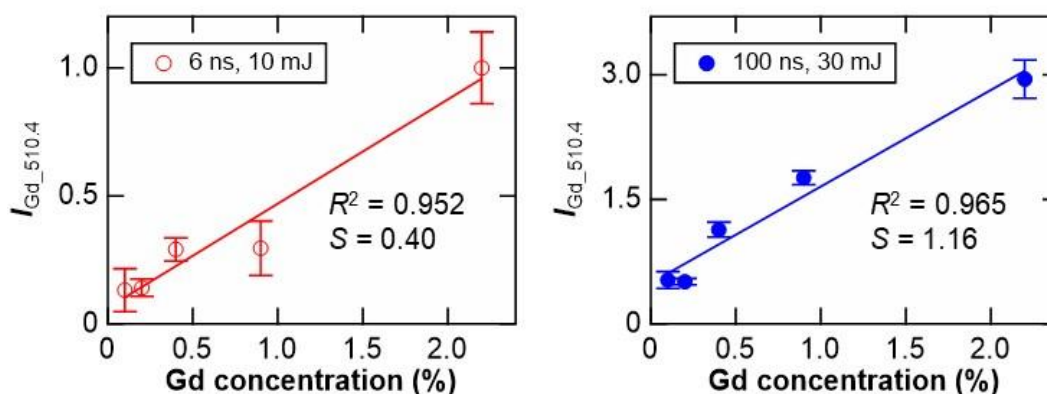 6 ns, 10 mJ
1.0
0.5
0
I_Gd_510.4
R² = 0.952
S = 0.40
0 0.5 1.0 1.5 2.0
Gd concentration (%)
100 ns, 30 mJ
3.0
1.5
0
I_Gd_510.4
R² = 0.965
S = 1.16
0 0.5 1.0 1.5 2.0
Gd concentration (%)